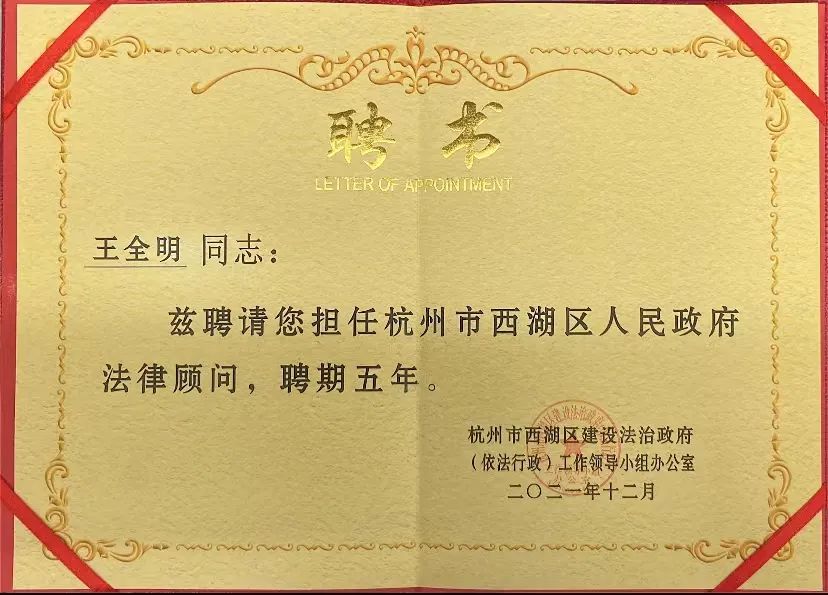 聘书
LETTER OF APPOINTMENT
王全明 同志：
兹聘请您担任杭州市西湖区人民政府
法律顾问，聘期五年。
杭州市西湖区建设法治政府
（依法行政）工作领导小组办公室
二〇二一年十二月